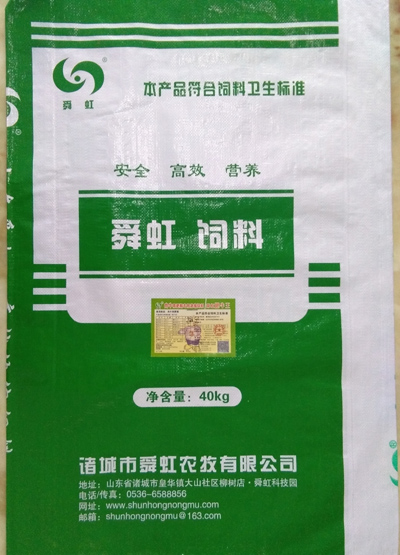 舜虹
本产品符合饲料卫生标准
安全 高效 营养
舜虹 饲料
净含量：40kg
诸城市舜虹农牧有限公司
地址：山东省诸城市皇华镇大山社区柳树店·舜虹科技园
电话/传真：0536-6588856
网址：www.shunhongnongmu.com
邮箱：shunhongnongmu@163.com